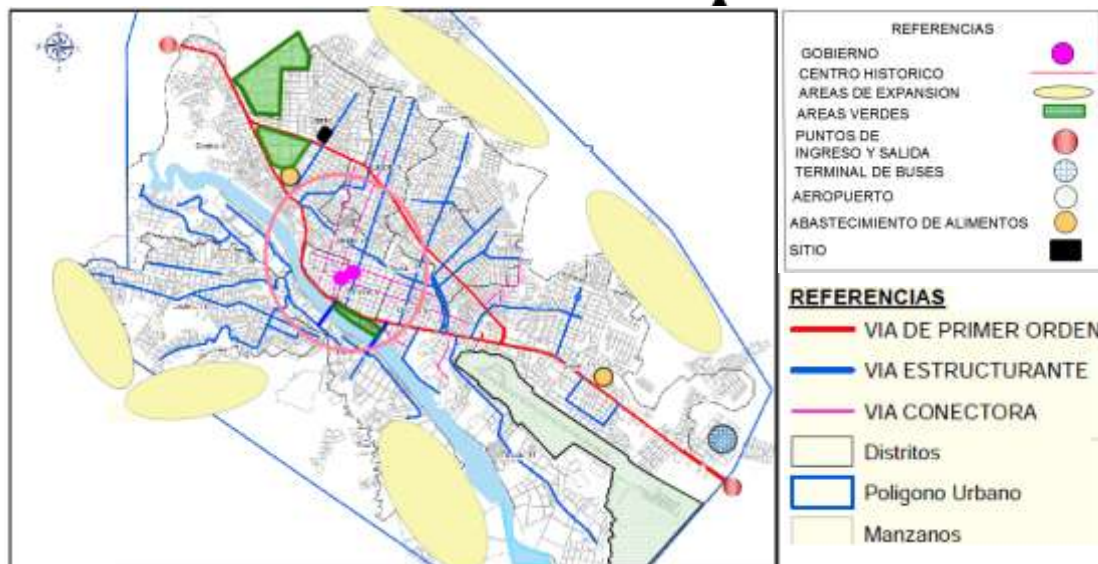 REFERENCIAS
GOBIERNO
CENTRO HISTORICO
AREAS DE EXPANSION
AREAS VERDES
PUNTOS DE
INGRESO Y SALIDA
TERMINAL DE BUSES
AEROPUERTO
ABASTECIMIENTO DE ALIMENTOS
SITIO
REFERENCIAS
VIA DE PRIMER ORDEN
VIA ESTRUCTURANTE
VIA CONECTORA
Distritos
Poligono Urbano
Manzanos